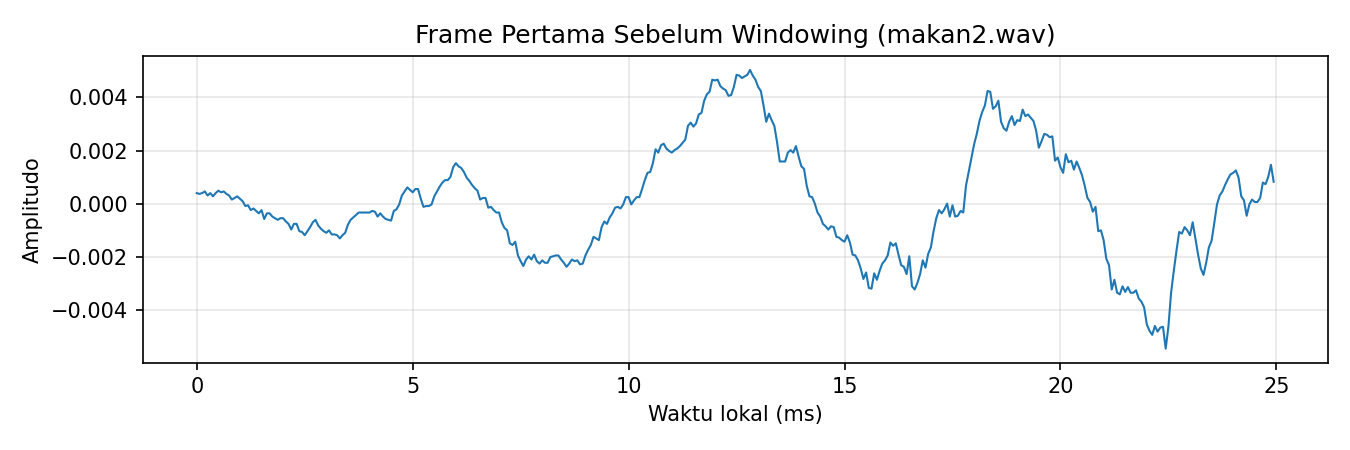 Frame Pertama Sebelum Windowing (makan2.wav)
Amplitudo
0.004
0.002
0.000
−0.002
−0.004
0 5 10 15 20 25
Waktu lokal (ms)